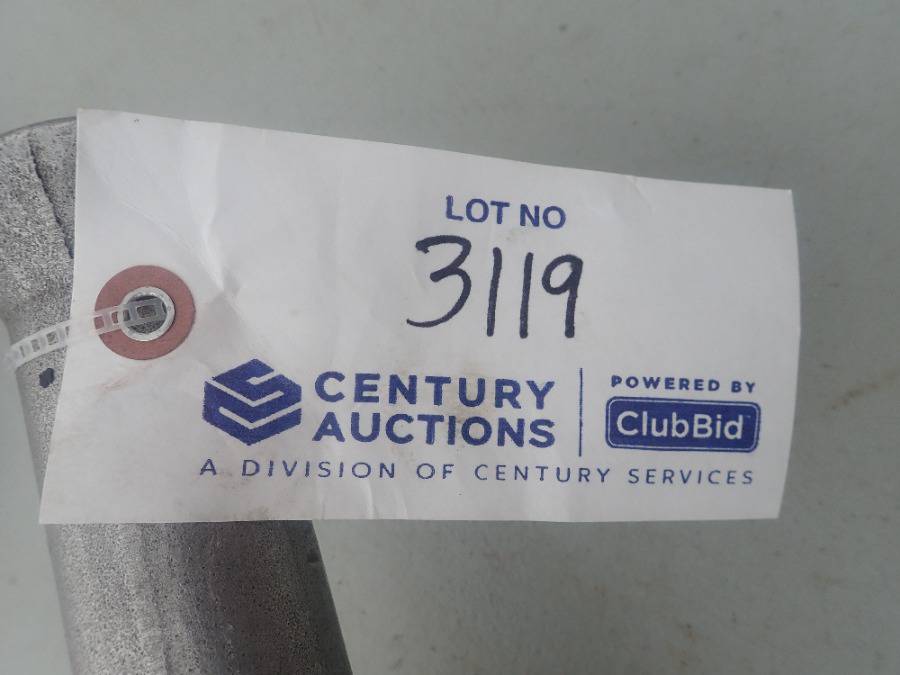 LOT NO
3119
CENTURY
AUCTIONS
POWERED BY
ClubBid
A DIVISION OF CENTURY SERVICES